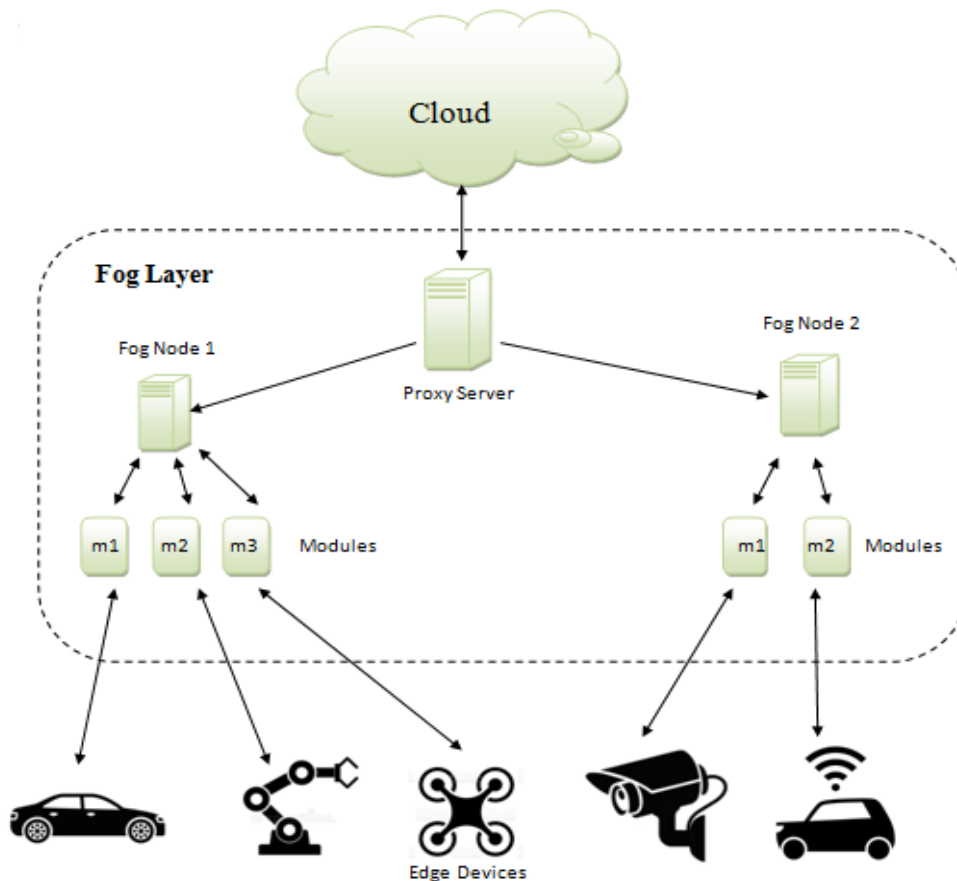 Cloud
Fog Layer
Fog Node 1
Fog Node 2
Proxy Server
m1 m2 m3 Modules
m1 m2 Modules
Edge Devices